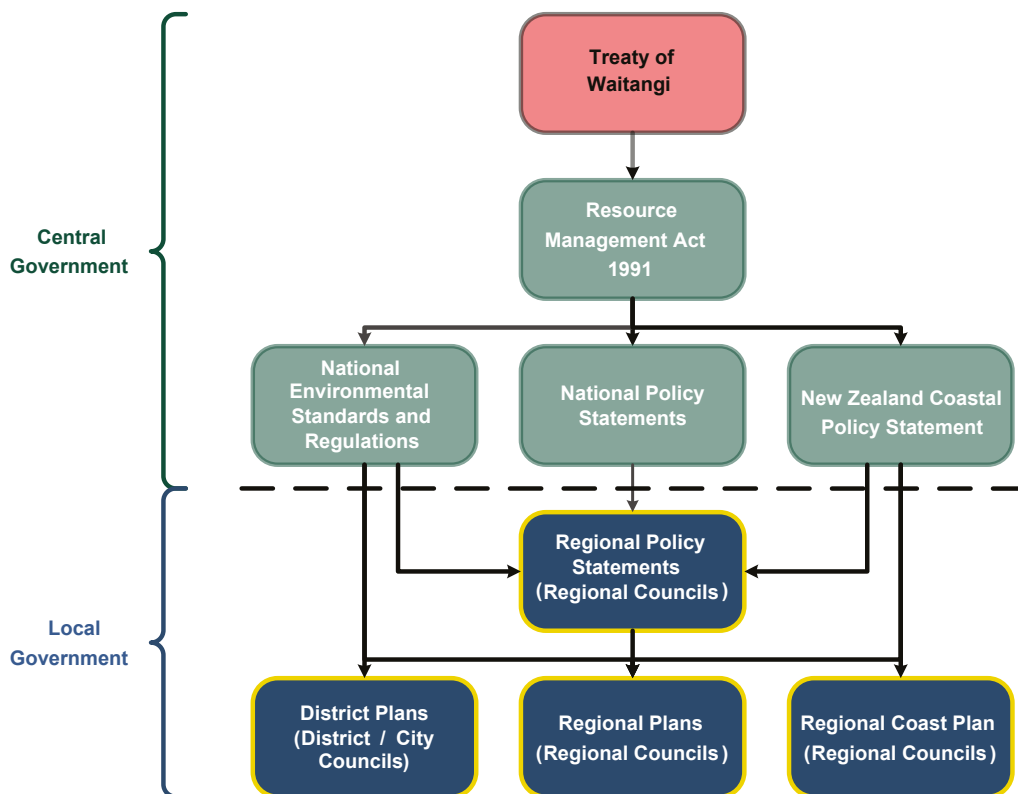 Treaty of
Waitangi
Resource
Management Act
1991
Central
Government
National
Environmental
Standards and
Regulations
National Policy
Statements
New Zealand Coastal
Policy Statement
Regional Policy
Statements
(Regional Councils)
Local
Government
District Plans
(District / City
Councils)
Regional Plans
(Regional Councils)
Regional Coast Plan
(Regional Councils)